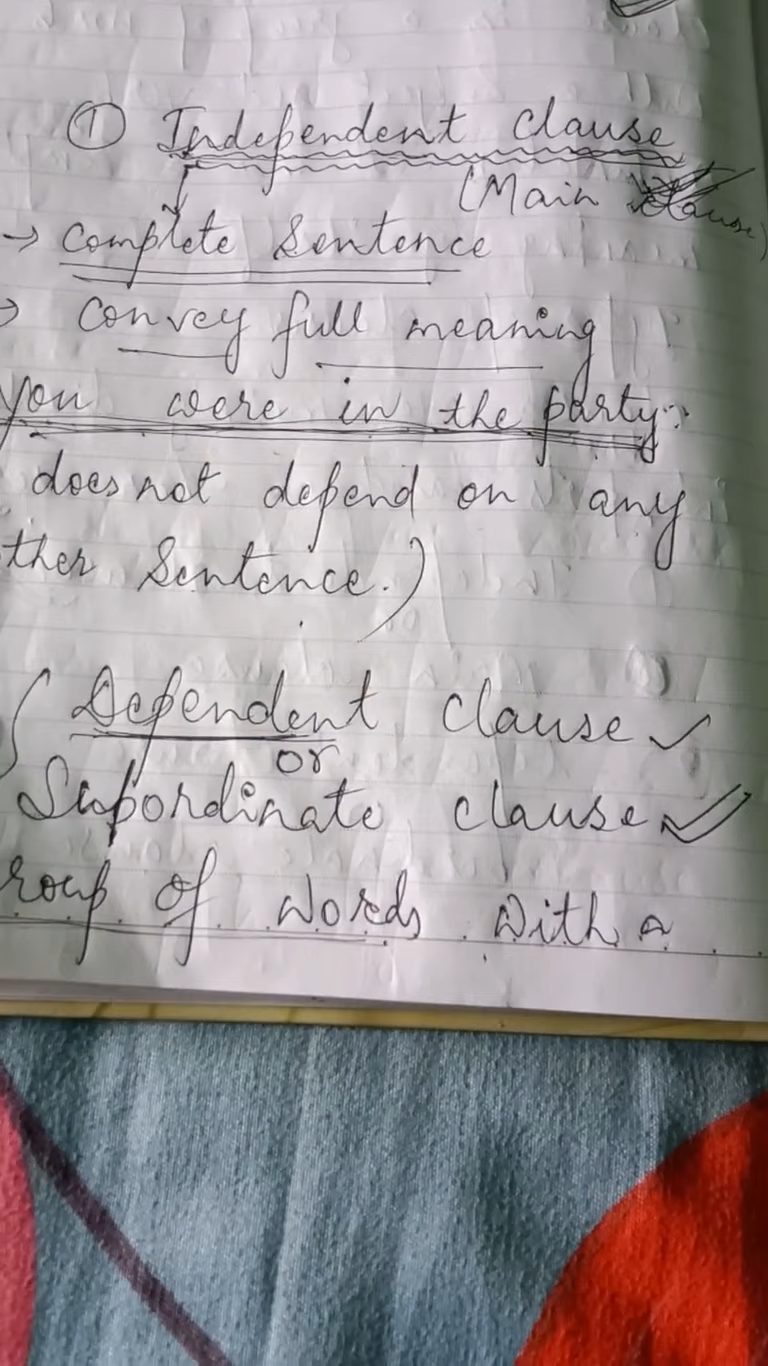 ① Independent clause
(Main Clause)
→ Complete Sentence
→ Convey full meaning
you were in the party.
does not depend on any
ther Sentence.)
Dependent clause ✓
or
Subordinate clause ✓
roup of words with a